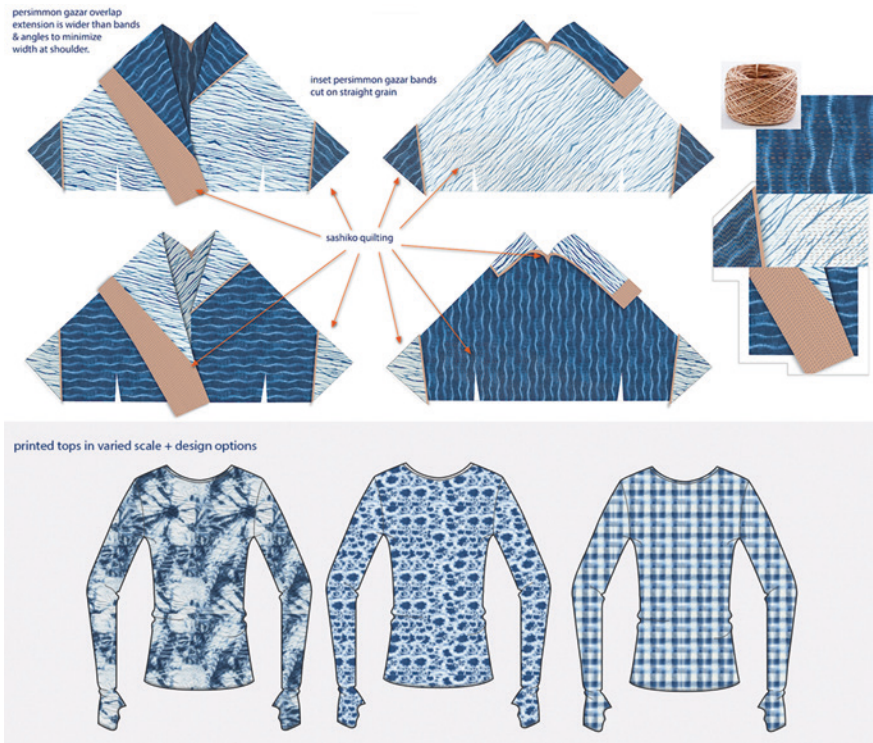 persimmon gazar overlap
extension is wider than bands
& angles to minimize
width at shoulder.
inset persimmon gazar bands
cut on straight grain
sashiko quilting
printed tops in varied scale + design options